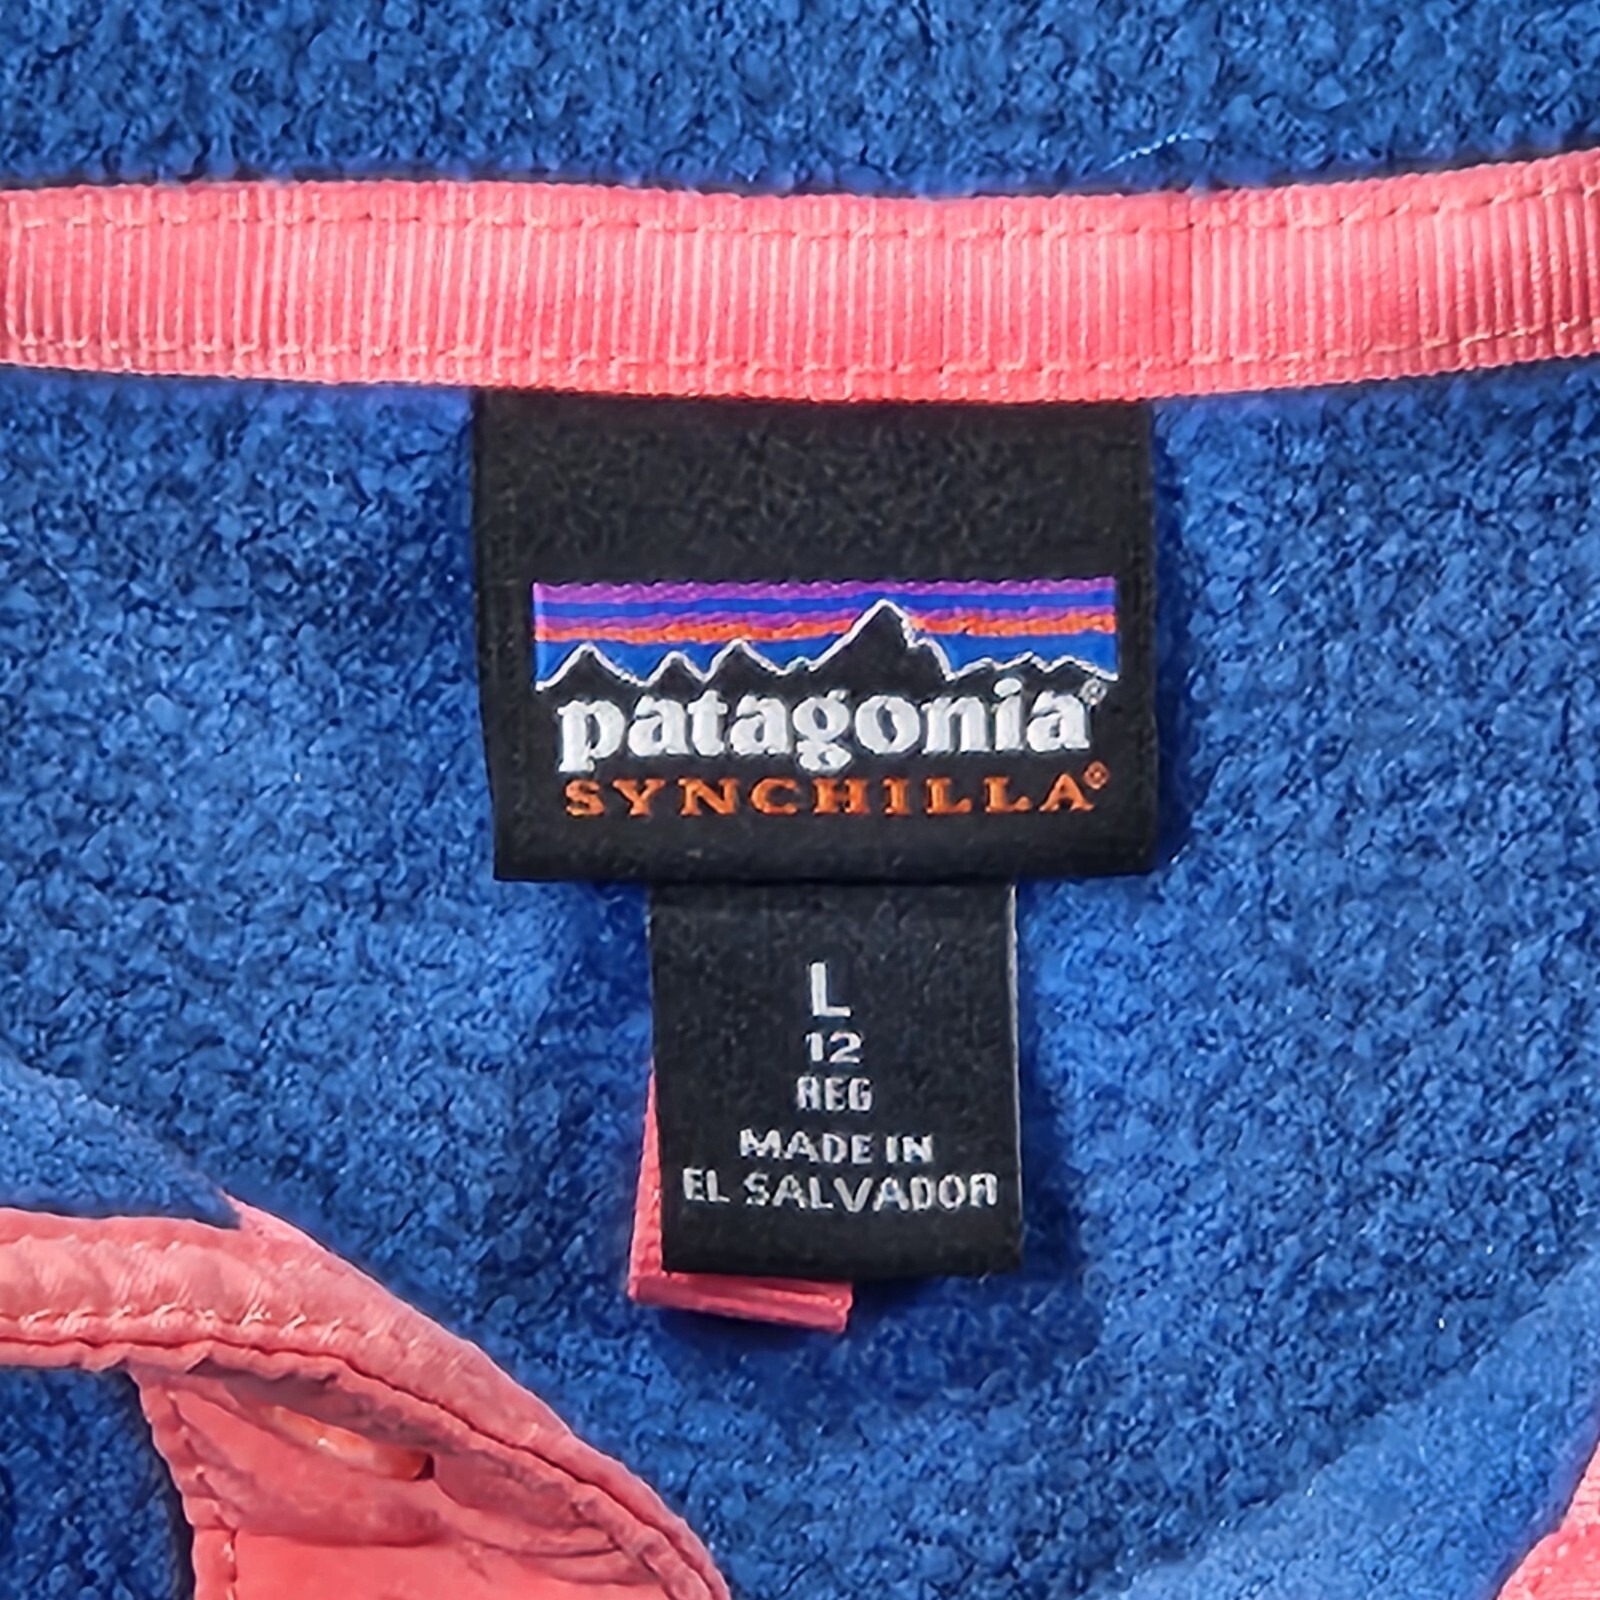 patagonia®
SYNCHILLA®
L
12
REG
MADE IN
EL SALVADOR